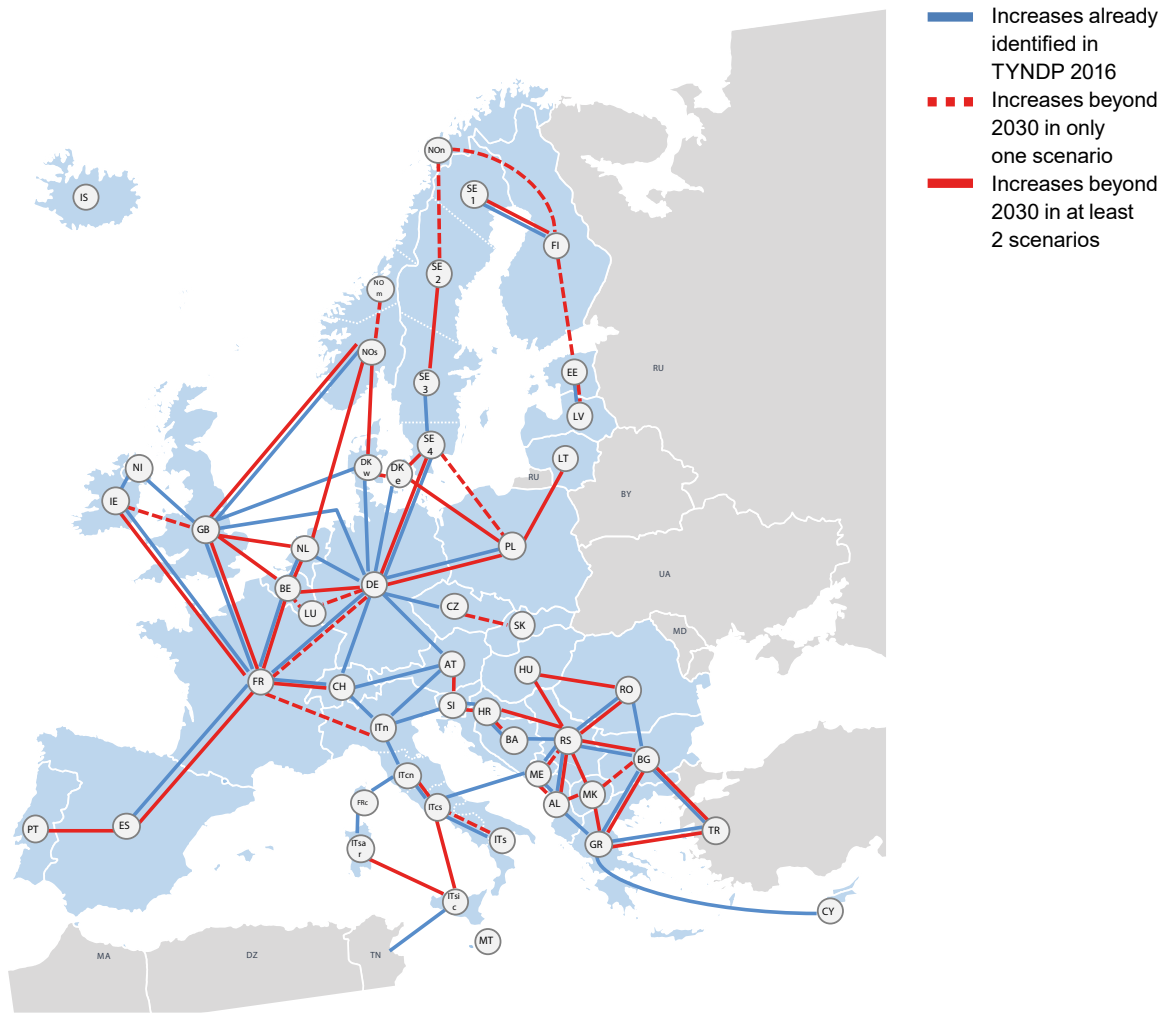 Increases already
identified in
TYNDP 2016
Increases beyond
2030 in only
one scenario
Increases beyond
2030 in at least
2 scenarios
NOn
SE
1
IS
FI
SE
2
NO
m
NOs
RU
EE
SE
3
LV
SE
4
LT
NI
DK
w
DK
e
RU
BY
IE
GB
NL
PL
UA
DE
BE
CZ
LU
SK
MD
AT
HU
FR
CH
RO
SI
HR
ITn
BA
RS
BG
ITcn
ME
MK
FRc
AL
ITcs
PT
ES
TR
ITs
GR
ITsa
r
ITsi
c
CY
MT
MA
DZ
TN